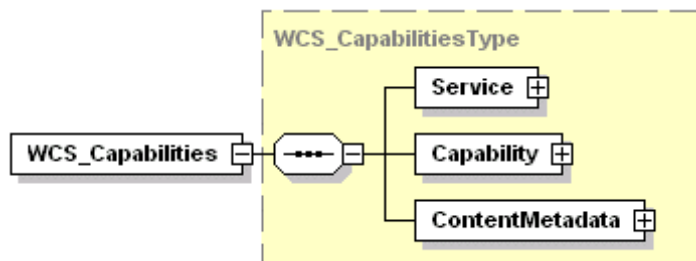 WCS_CapabilitiesType
Service
WCS_Capabilities
Capability
ContentMetadata